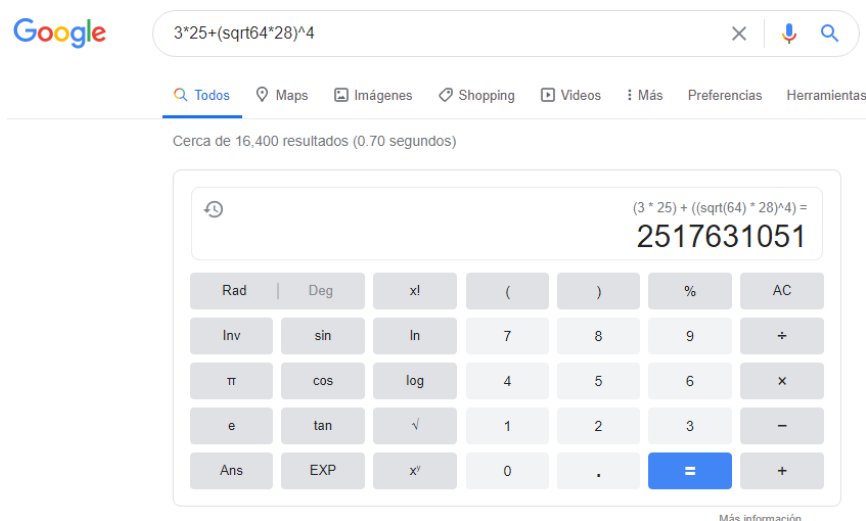 Google
3*25+(sqrt64*28)^4
Todos Maps Imágenes Shopping Videos Más Preferencias Herramientas
Cerca de 16,400 resultados (0.70 segundos)
(3 * 25) + ((sqrt(64) * 28)^4) =
2517631051
Rad | Deg x! ( ) % AC
Inv sin ln 7 8 9 ÷
π cos log 4 5 6 ×
e tan √ 1 2 3 −
Ans EXP xʸ 0 . = +
Más información